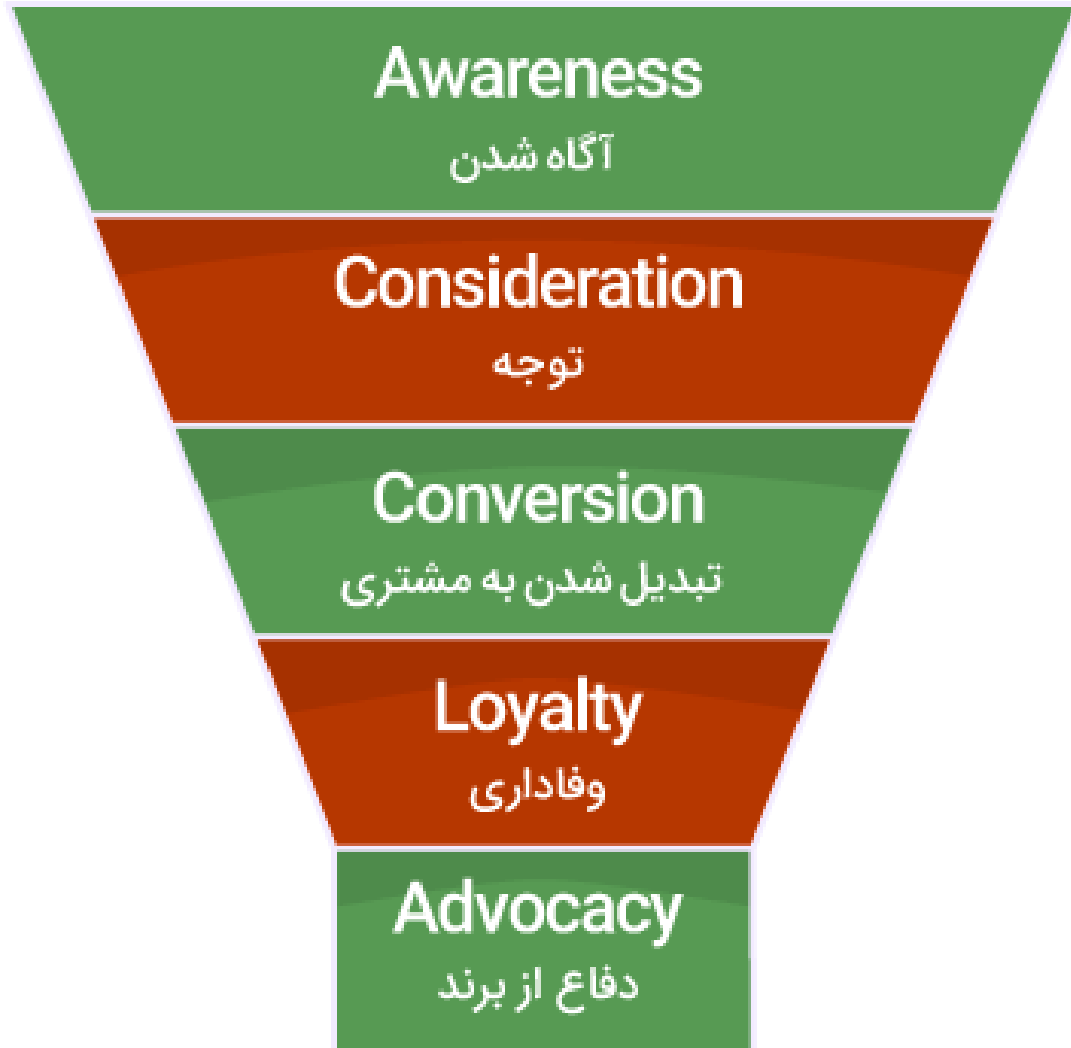 Awareness
آگاه شدن
Consideration
توجه
Conversion
تبدیل شدن به مشتری
Loyalty
وفاداری
Advocacy
دفاع از برند